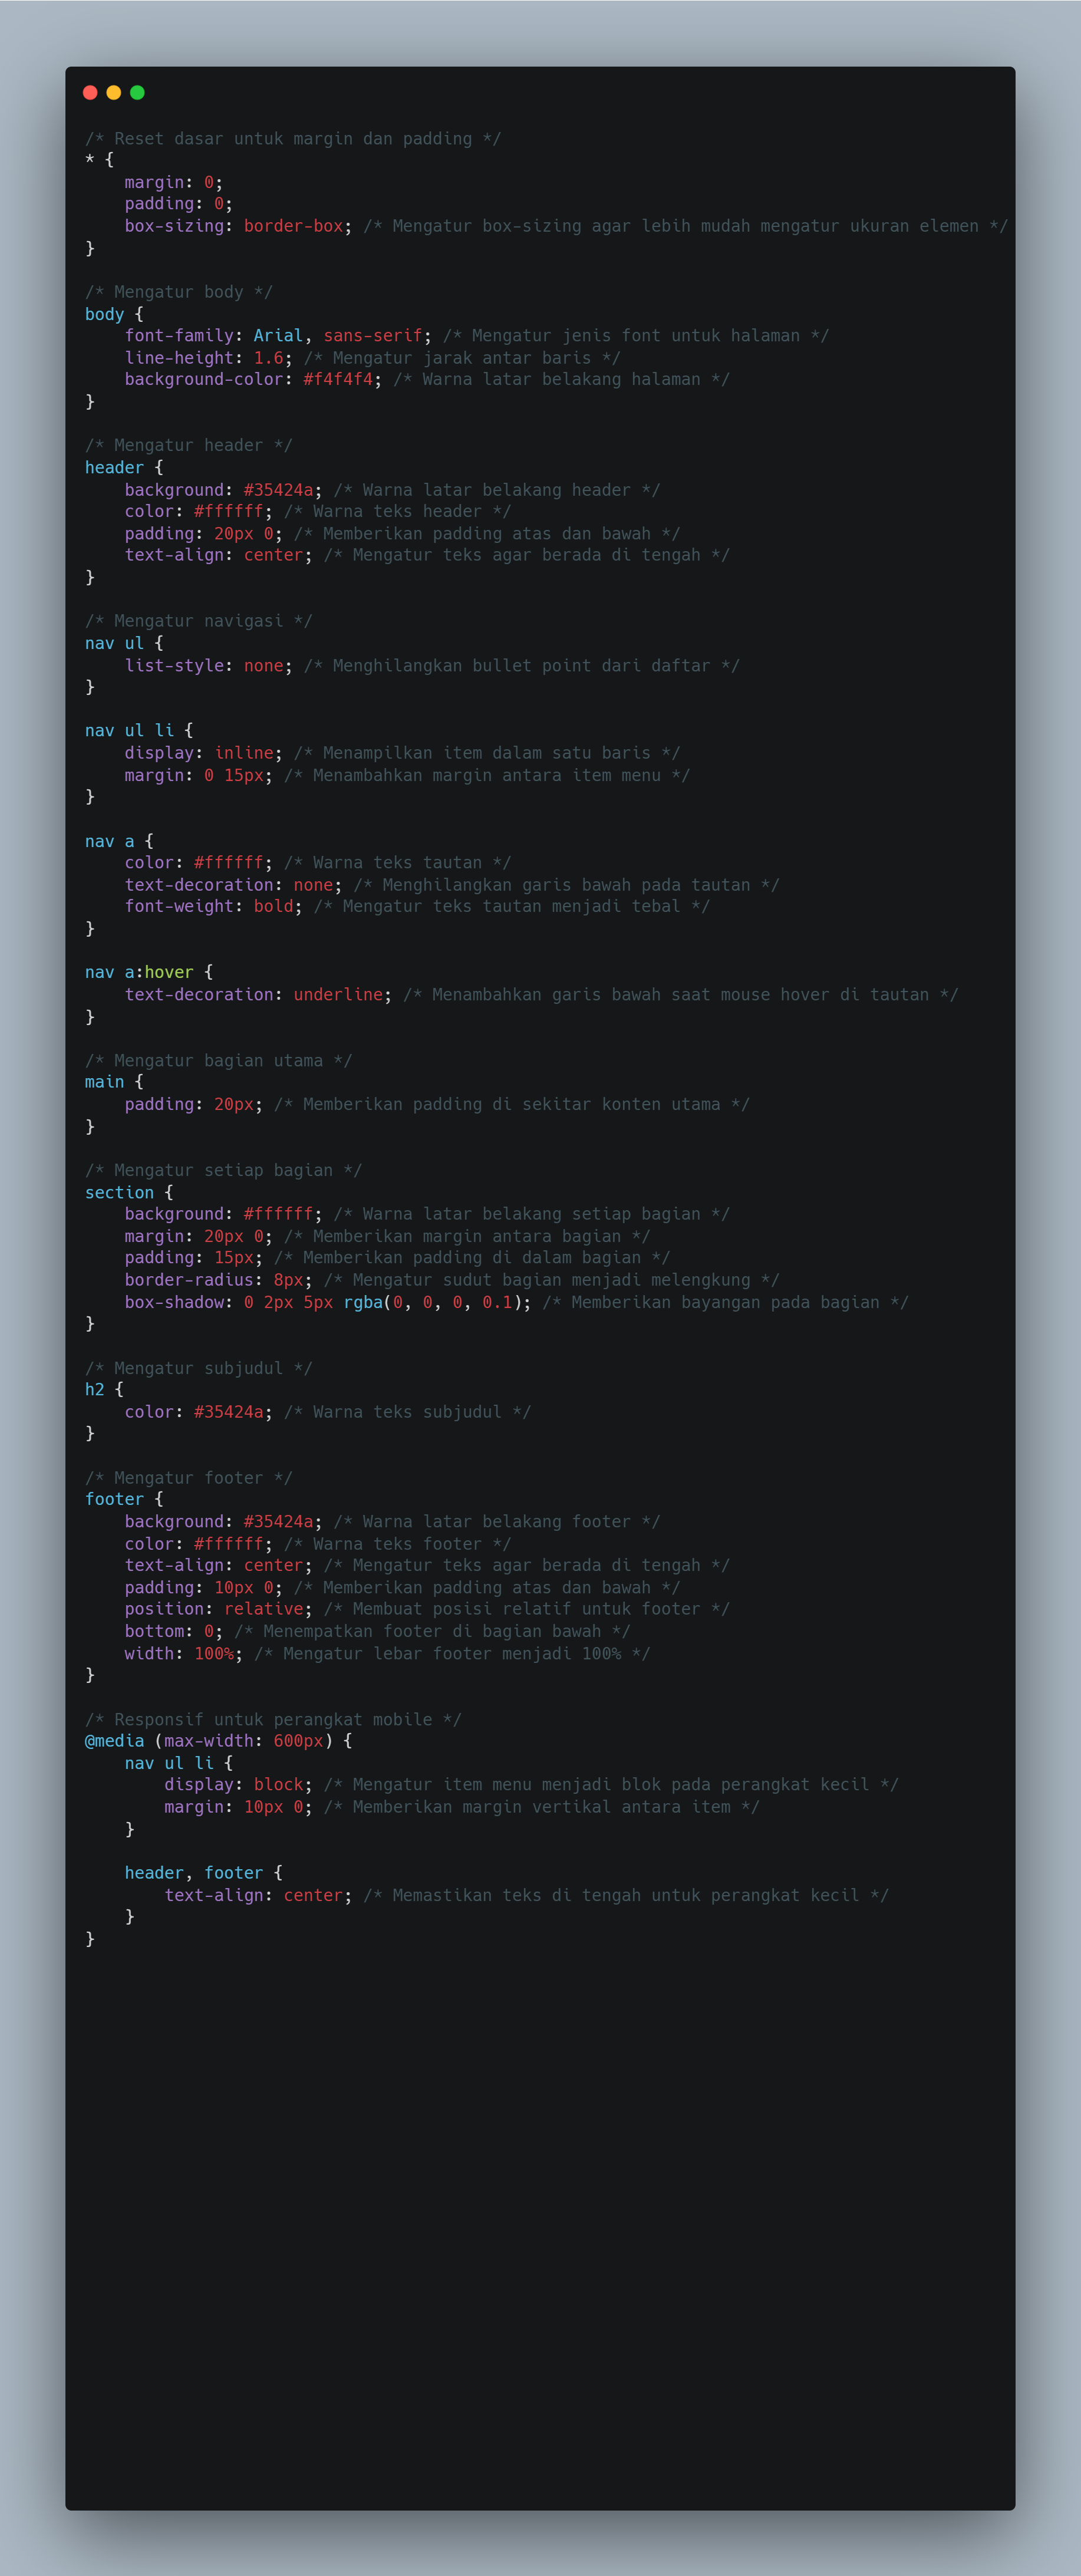 /* Reset dasar untuk margin dan padding */
* {
    margin: 0;
    padding: 0;
    box-sizing: border-box; /* Mengatur box-sizing agar lebih mudah mengatur ukuran elemen */
}

/* Mengatur body */
body {
    font-family: Arial, sans-serif; /* Mengatur jenis font untuk halaman */
    line-height: 1.6; /* Mengatur jarak antar baris */
    background-color: #f4f4f4; /* Warna latar belakang halaman */
}

/* Mengatur header */
header {
    background: #35424a; /* Warna latar belakang header */
    color: #ffffff; /* Warna teks header */
    padding: 20px 0; /* Memberikan padding atas dan bawah */
    text-align: center; /* Mengatur teks agar berada di tengah */
}

/* Mengatur navigasi */
nav ul {
    list-style: none; /* Menghilangkan bullet point dari daftar */
}

nav ul li {
    display: inline; /* Menampilkan item dalam satu baris */
    margin: 0 15px; /* Menambahkan margin antara item menu */
}

nav a {
    color: #ffffff; /* Warna teks tautan */
    text-decoration: none; /* Menghilangkan garis bawah pada tautan */
    font-weight: bold; /* Mengatur teks tautan menjadi tebal */
}

nav a:hover {
    text-decoration: underline; /* Menambahkan garis bawah saat mouse hover di tautan */
}

/* Mengatur bagian utama */
main {
    padding: 20px; /* Memberikan padding di sekitar konten utama */
}

/* Mengatur setiap bagian */
section {
    background: #ffffff; /* Warna latar belakang setiap bagian */
    margin: 20px 0; /* Memberikan margin antara bagian */
    padding: 15px; /* Memberikan padding di dalam bagian */
    border-radius: 8px; /* Mengatur sudut bagian menjadi melengkung */
    box-shadow: 0 2px 5px rgba(0, 0, 0, 0.1); /* Memberikan bayangan pada bagian */
}

/* Mengatur subjudul */
h2 {
    color: #35424a; /* Warna teks subjudul */
}

/* Mengatur footer */
footer {
    background: #35424a; /* Warna latar belakang footer */
    color: #ffffff; /* Warna teks footer */
    text-align: center; /* Mengatur teks agar berada di tengah */
    padding: 10px 0; /* Memberikan padding atas dan bawah */
    position: relative; /* Membuat posisi relatif untuk footer */
    bottom: 0; /* Menempatkan footer di bagian bawah */
    width: 100%; /* Mengatur lebar footer menjadi 100% */
}

/* Responsif untuk perangkat mobile */
@media (max-width: 600px) {
    nav ul li {
        display: block; /* Mengatur item menu menjadi blok pada perangkat kecil */
        margin: 10px 0; /* Memberikan margin vertikal antara item */
    }

    header, footer {
        text-align: center; /* Memastikan teks di tengah untuk perangkat kecil */
    }
}